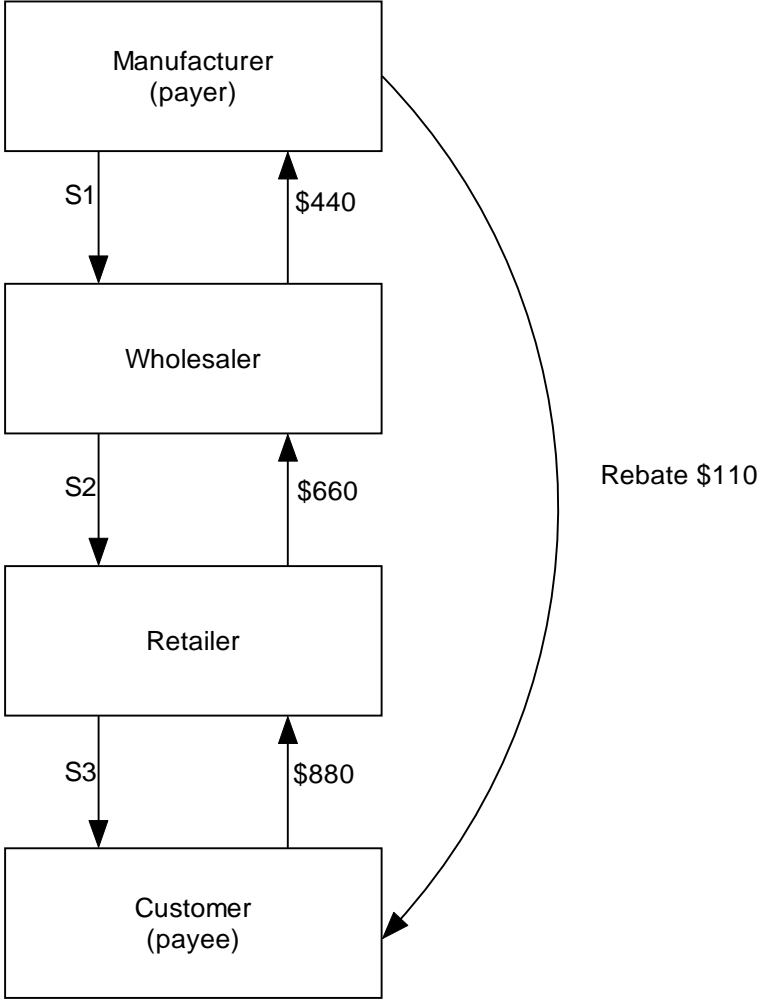 Manufacturer
(payer)
S1
$440
Wholesaler
Rebate $110
S2
$660
Retailer
S3
$880
Customer
(payee)